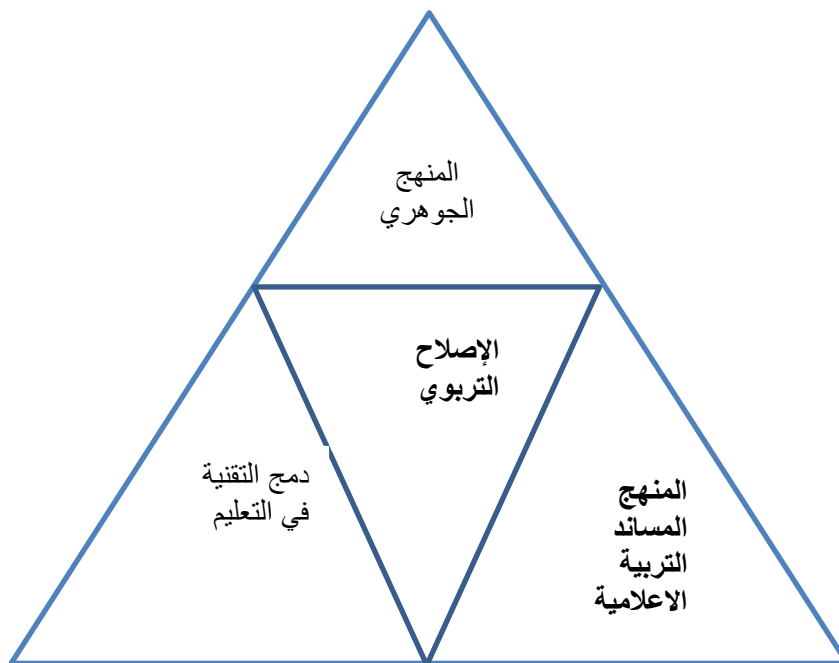 المنهج
الجوهري
الإصلاح
التربوي
دمج التقنية
في التعليم
المنهج
المساند
التربية
الاعلامية